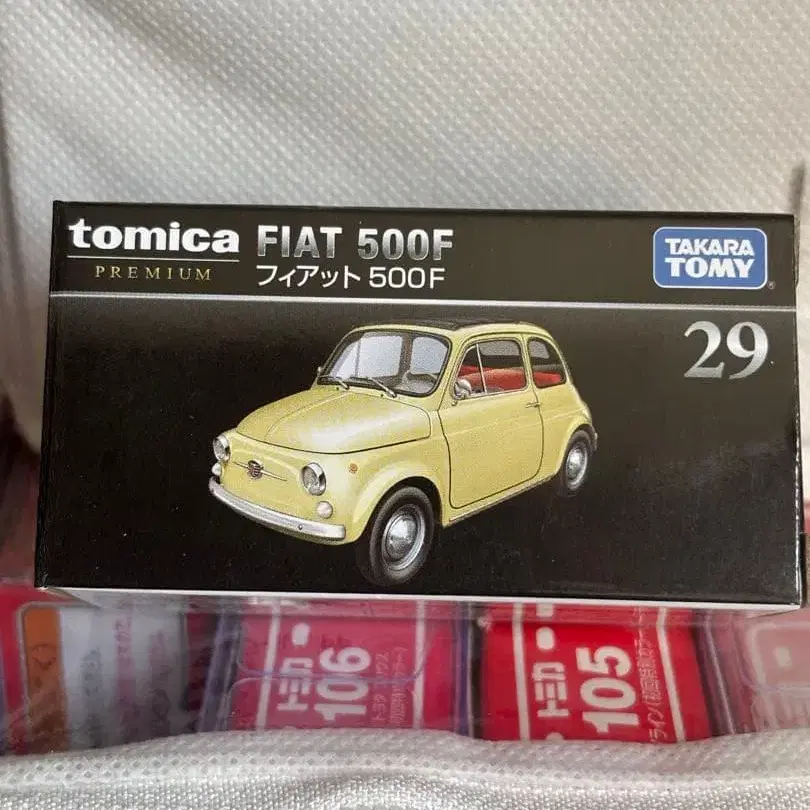 tomica
PREMIUM
FIAT 500F
フィアット 500F
TAKARA
TOMY
29
トミカ
106
トミカ
105